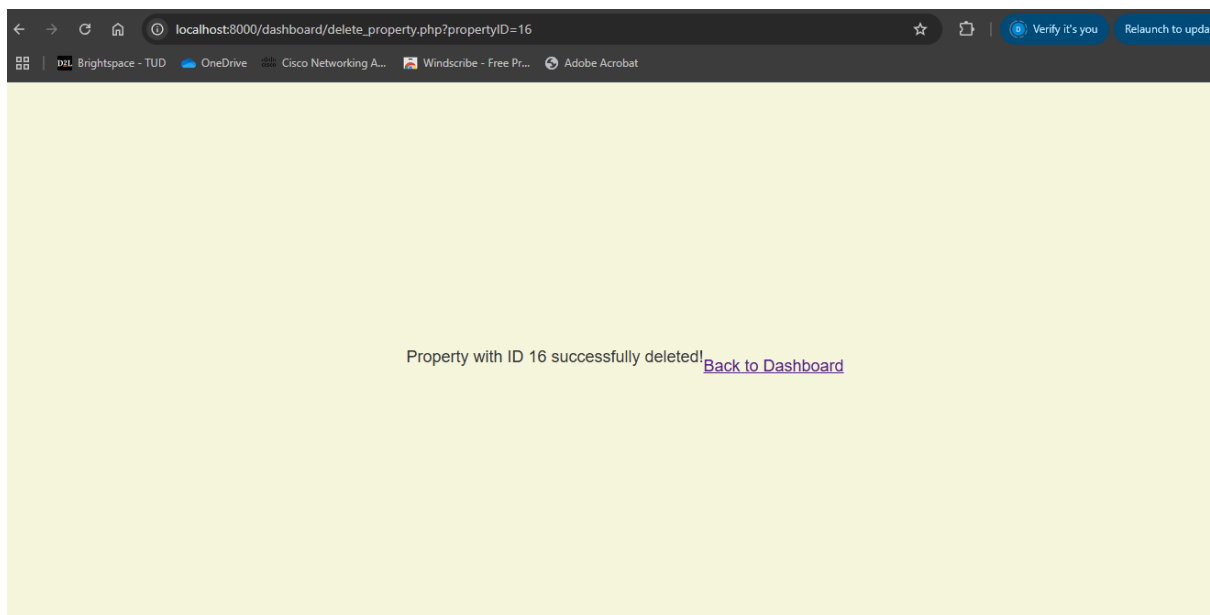 localhost:8000/dashboard/delete_property.php?propertyID=16
D Verify it's you
Relaunch to upda
D2L Brightspace - TUD
OneDrive
Cisco Networking A...
Windscribe - Free Pr...
Adobe Acrobat
Property with ID 16 successfully deleted!
Back to Dashboard